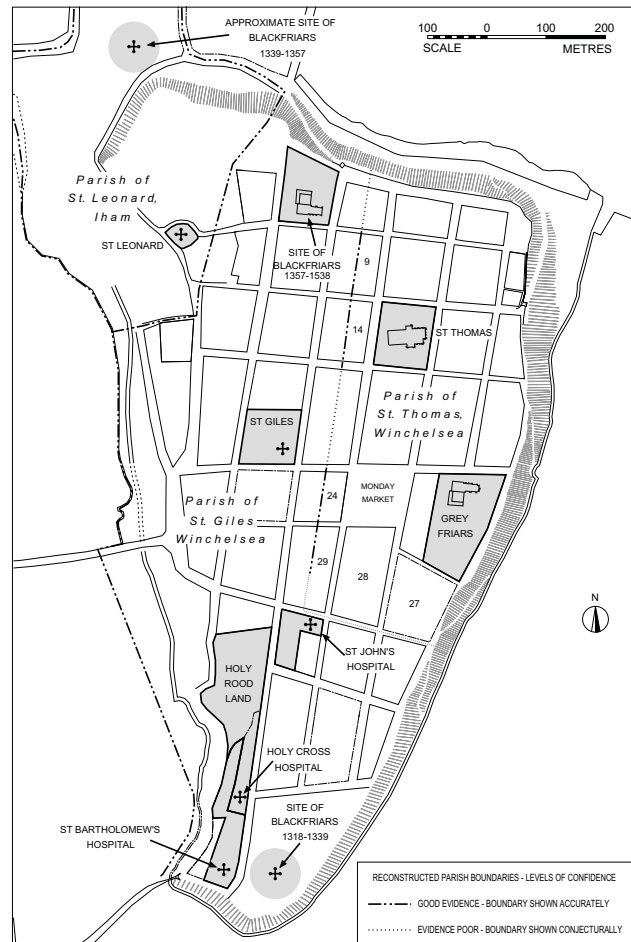 APPROXIMATE SITE OF
BLACKFRIARS
1339-1357
100 0 200
SCALE METRES
Parish of
St. Leonard,
Iham
ST LEONARD
SITE OF
BLACKFRIARS
1357-1538
9
14
ST THOMAS
Parish of
St. Thomas,
Winchelsea
ST GILES
Parish of
St. Giles
Winchelsea
24
MONDAY
MARKET
GREY
FRIARS
29
28
27
N
ST JOHN'S
HOSPITAL
HOLY
ROOD
LAND
HOLY CROSS
HOSPITAL
SITE OF
BLACKFRIARS
1318-1339
ST BARTHOLOMEW'S
HOSPITAL
RECONSTRUCTED PARISH BOUNDARIES - LEVELS OF CONFIDENCE
GOOD EVIDENCE - BOUNDARY SHOWN ACCURATELY
EVIDENCE POOR - BOUNDARY SHOWN CONJECTURALLY